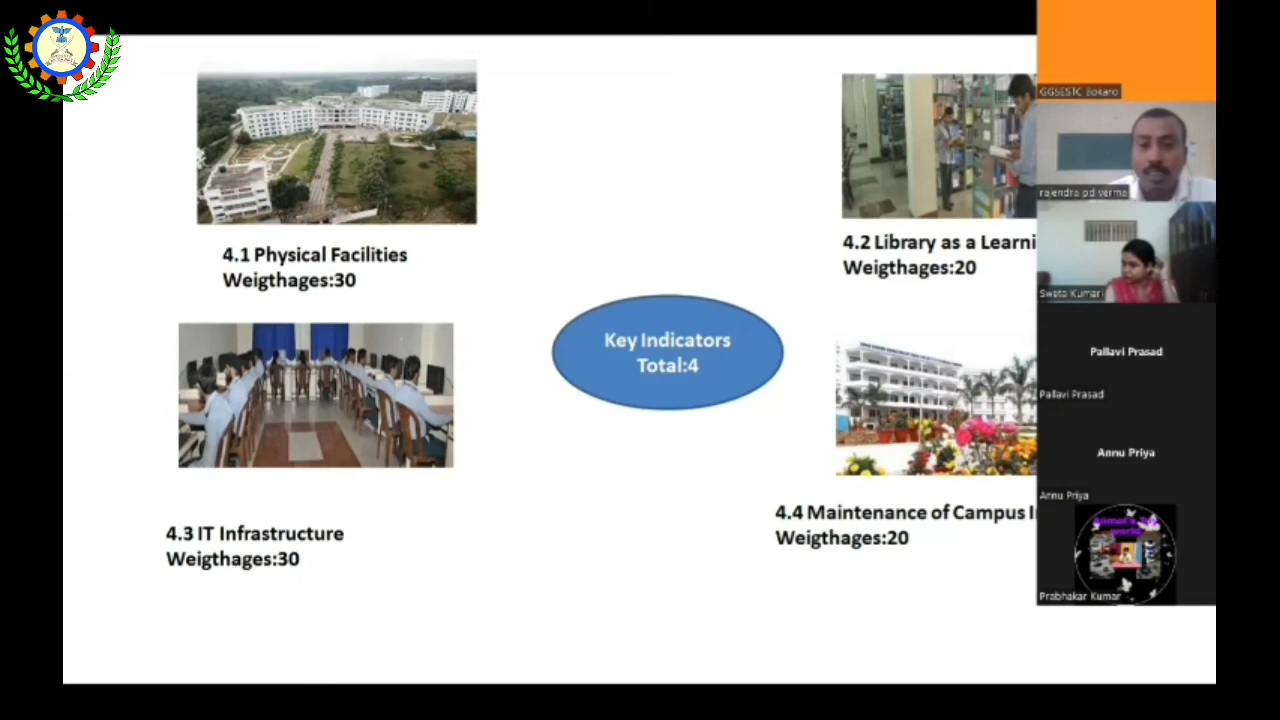 4.1 Physical Facilities
Weigthages:30
4.2 Library as a Learni
Weigthages:20
Key Indicators
Total:4
4.3 IT Infrastructure
Weigthages:30
4.4 Maintenance of Campus I
Weigthages:20
GGSESTC Bokaro
rajendra pd verma
Sweta Kumari
Pallavi Prasad
Pallavi Prasad
Annu Priya
Annu Priya
world
Prabhakar Kumar